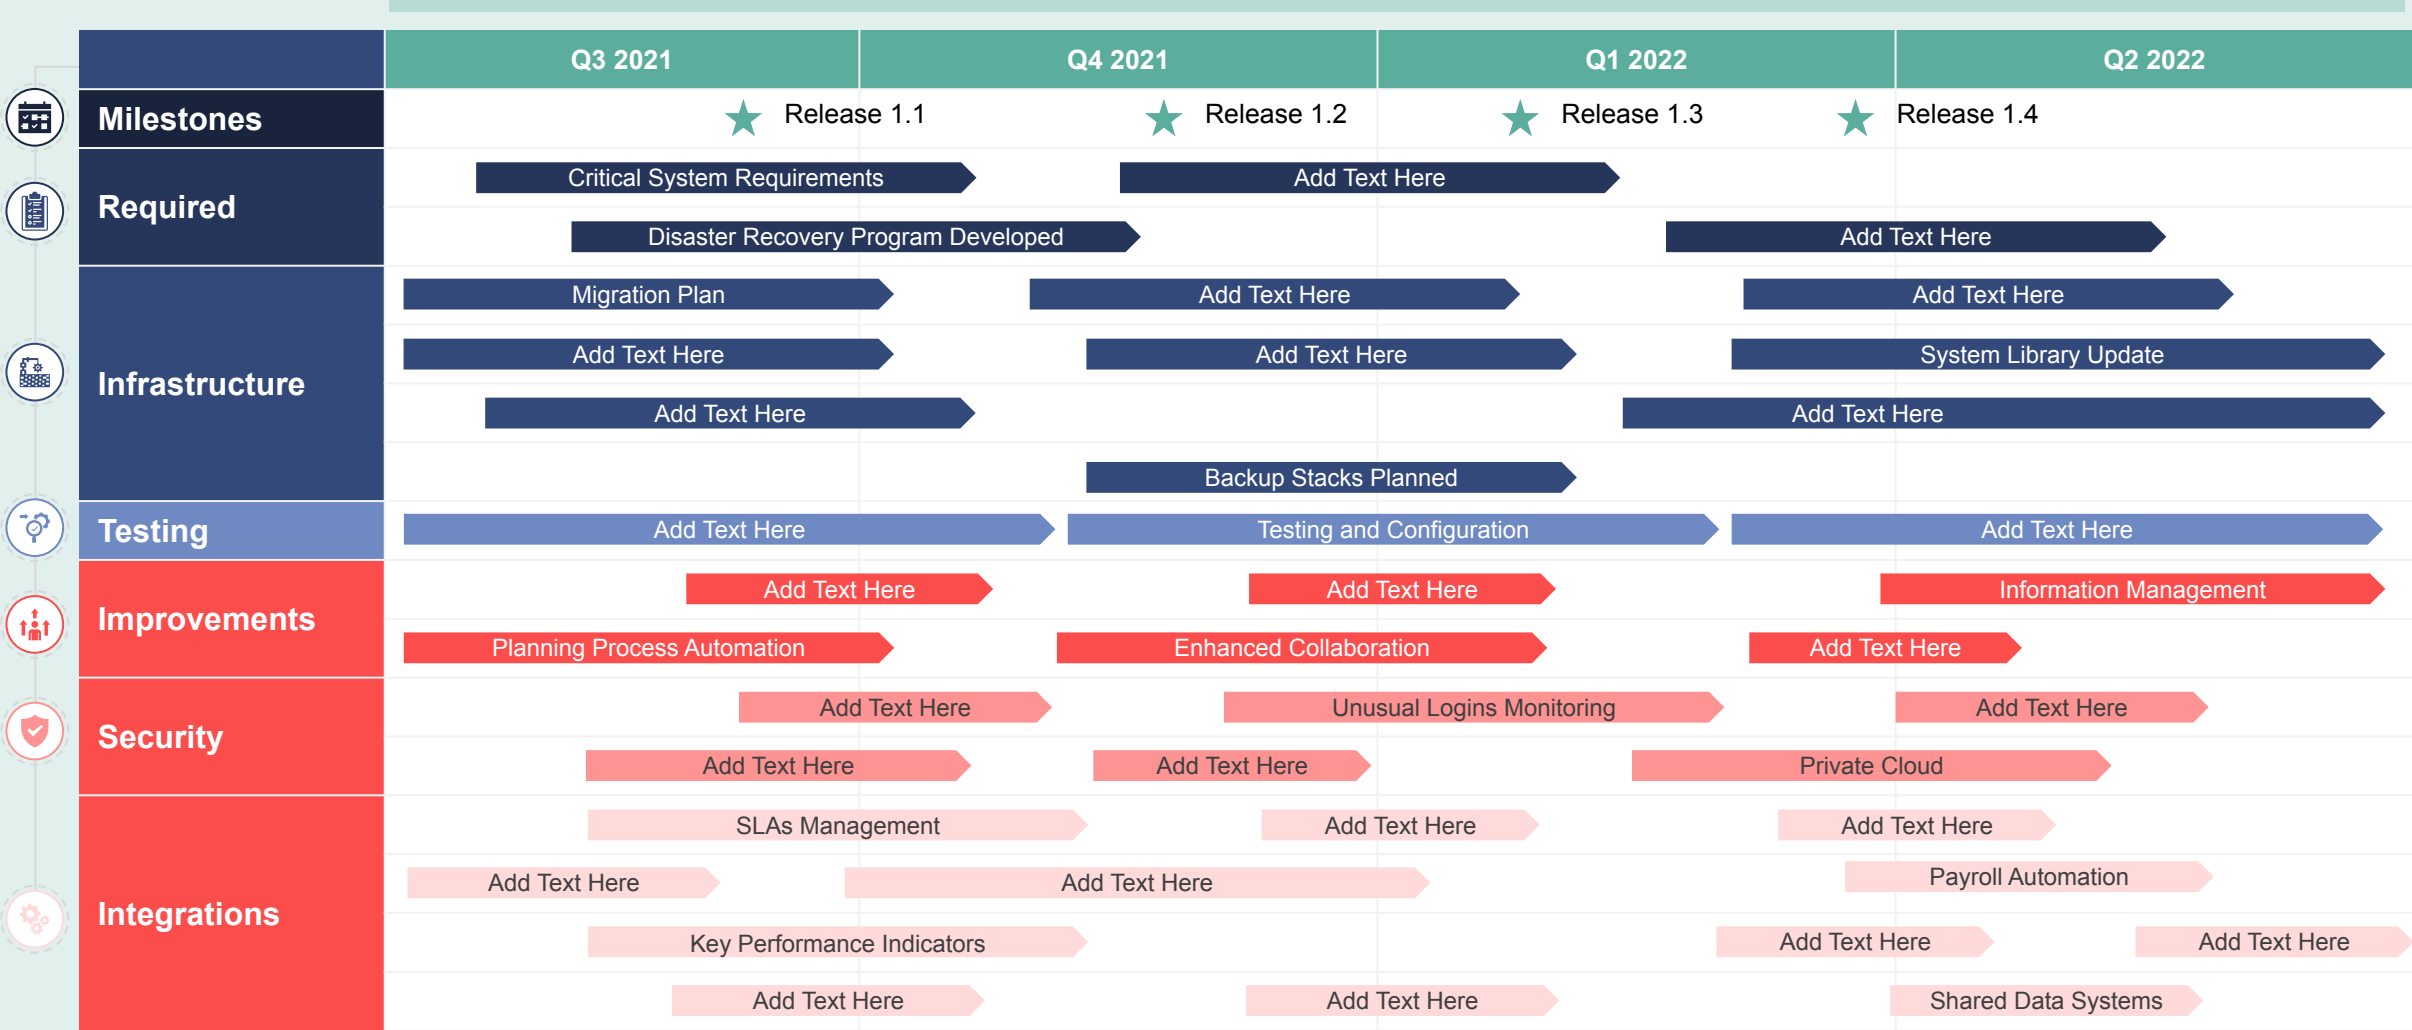 Q3 2021 Q4 2021 Q1 2022 Q2 2022
Milestones Release 1.1 Release 1.2 Release 1.3 Release 1.4
Required
Critical System Requirements Add Text Here
Disaster Recovery Program Developed Add Text Here
Infrastructure
Migration Plan Add Text Here Add Text Here
Add Text Here Add Text Here System Library Update
Add Text Here Add Text Here
Backup Stacks Planned
Testing Add Text Here Testing and Configuration Add Text Here
Improvements
Add Text Here Add Text Here Information Management
Planning Process Automation Enhanced Collaboration Add Text Here
Security
Add Text Here Unusual Logins Monitoring Add Text Here
Add Text Here Add Text Here Private Cloud
Integrations
SLAs Management Add Text Here Add Text Here
Add Text Here Add Text Here Payroll Automation
Key Performance Indicators Add Text Here Add Text Here
Add Text Here Add Text Here Shared Data Systems